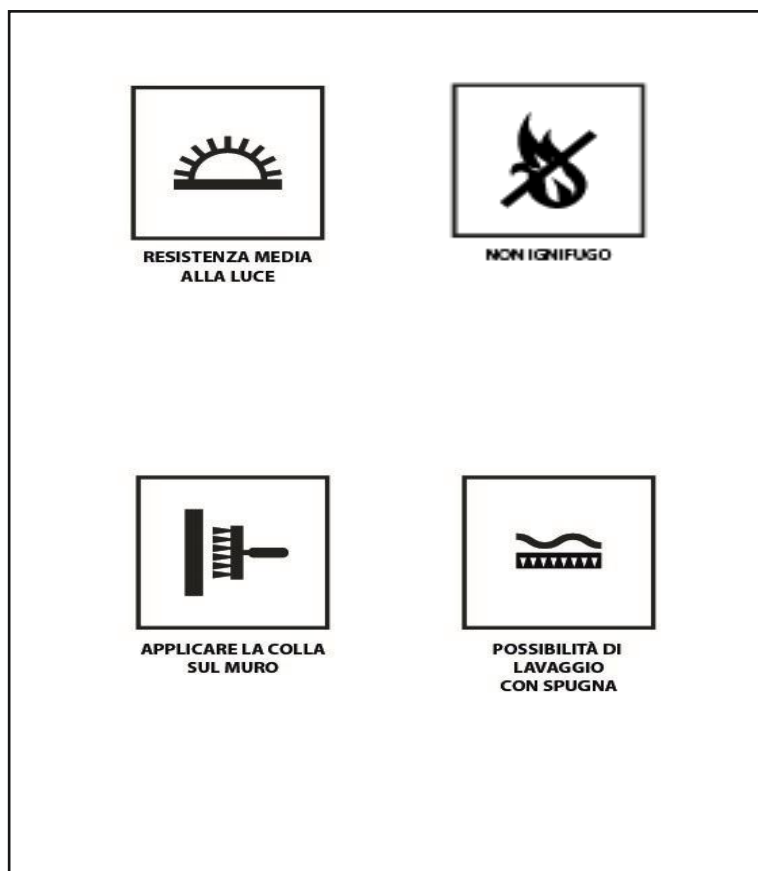 RESISTENZA MEDIA
ALLA LUCE
NON IGNIFUGO
APPLICARE LA COLLA
SUL MURO
POSSIBILITÀ DI
LAVAGGIO
CON SPUGNA